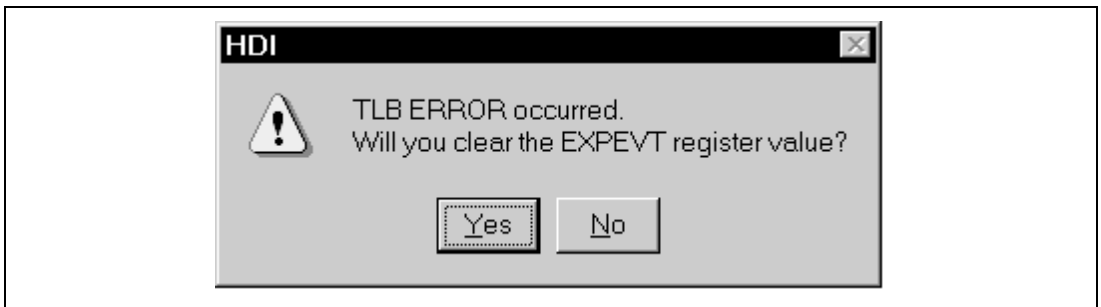 HDI
TLB ERROR occurred.
Will you clear the EXPEVT register value?
Yes
No